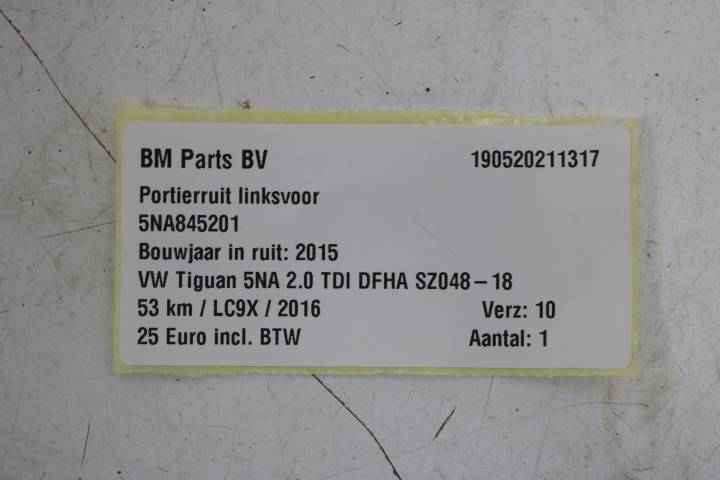 BM Parts BV 190520211317
Portierruit linksvoor
5NA845201
Bouwjaar in ruit: 2015
VW Tiguan 5NA 2.0 TDI DFHA SZ048-18
53 km / LC9X / 2016 Verz: 10
25 Euro incl. BTW Aantal: 1